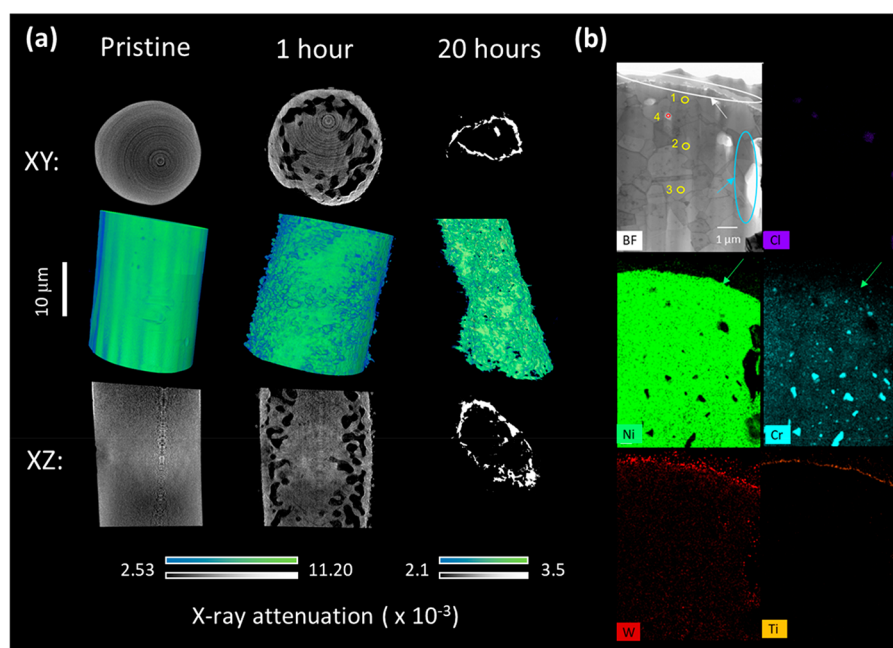 (a)
Pristine
1 hour
20 hours
XY:
10 μm
XZ:
2.53
11.20
2.1
3.5
X-ray attenuation ( x 10-3)
(b)
1
4
2
3
1 μm
BF
Cl
Ni
Cr
W
Ti